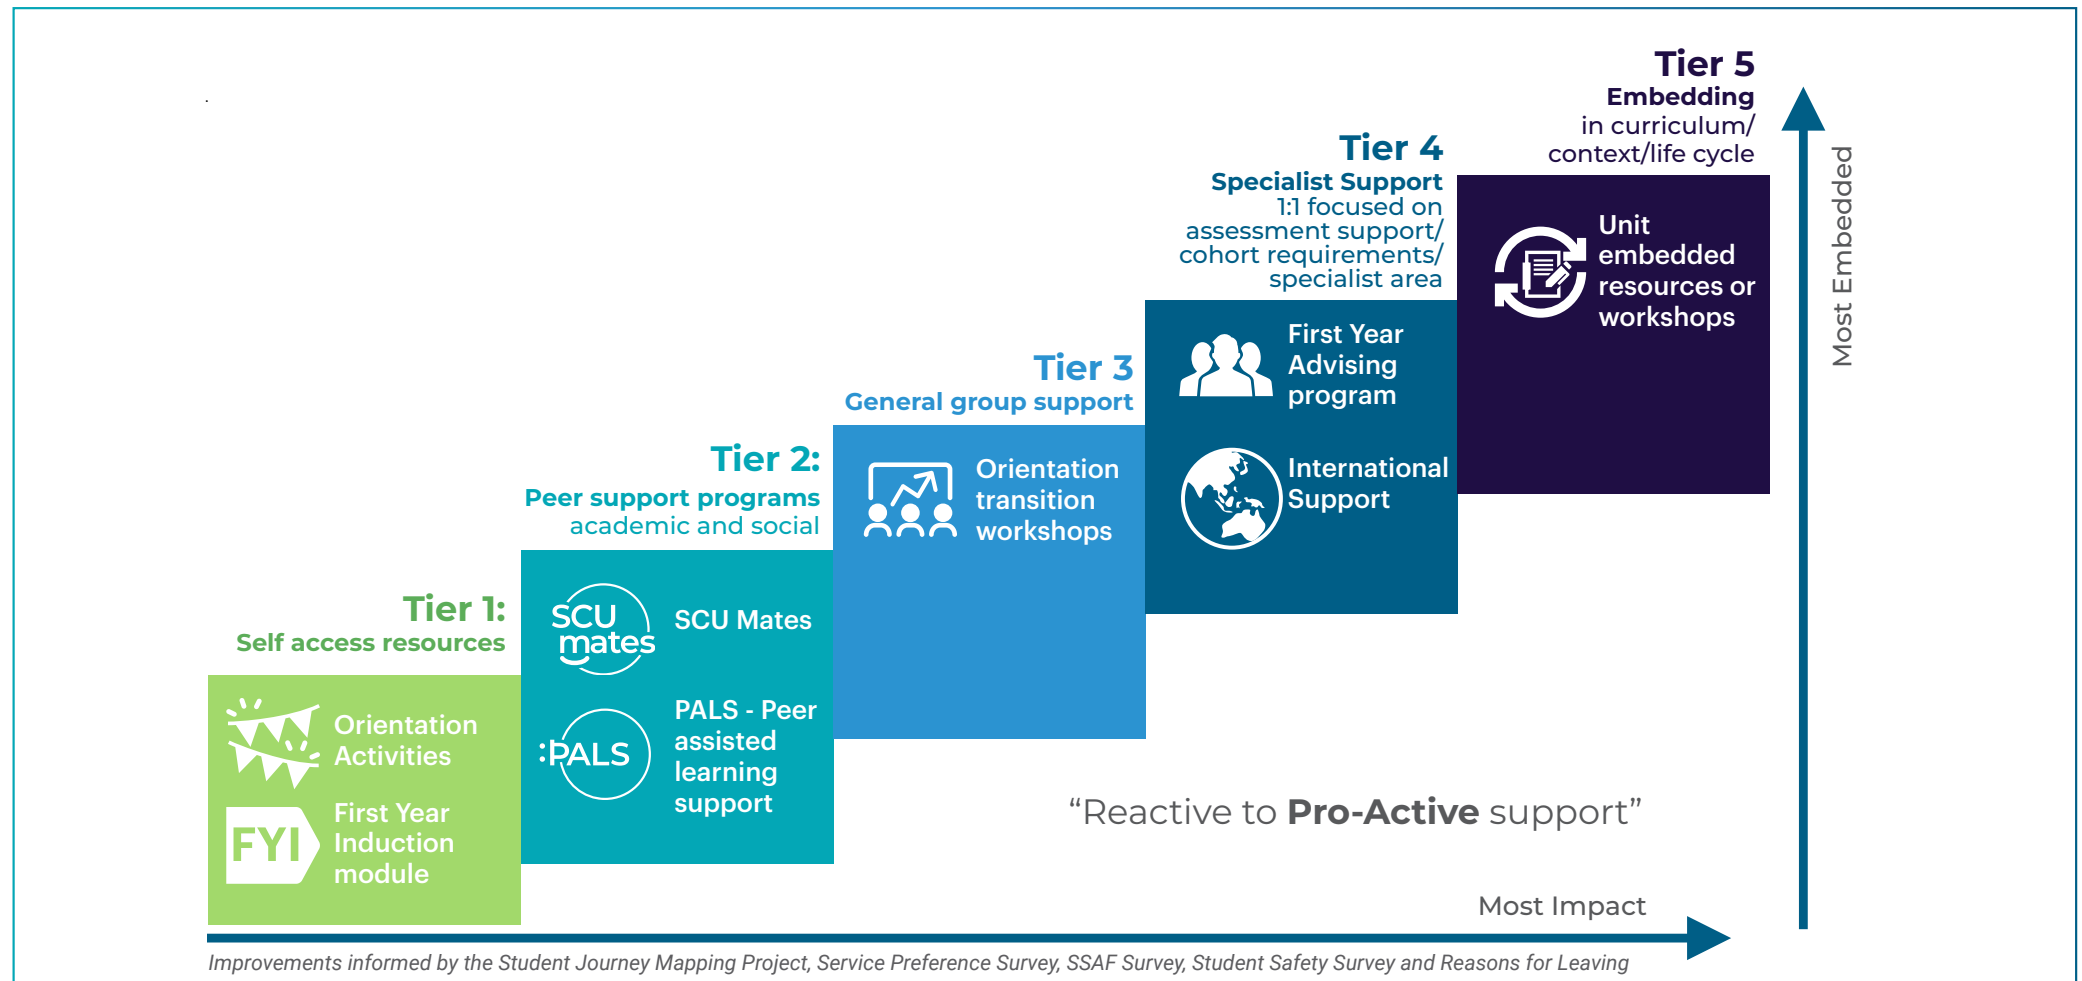 Tier 5
Embedding
in curriculum/
context/life cycle
Unit
embedded
resources or
workshops
Most Embedded
Tier 4
Specialist Support
1:1 focused on
assessment support/
cohort requirements/
specialist area
First Year
Advising
program
International
Support
Tier 3
General group support
Orientation
transition
workshops
Tier 2:
Peer support programs
academic and social
SCU
mates
SCU Mates
:PALS
PALS - Peer
assisted
learning
support
Tier 1:
Self access resources
Orientation
Activities
FYI
First Year
Induction
module
“Reactive to Pro-Active support”
Most Impact
Improvements informed by the Student Journey Mapping Project, Service Preference Survey, SSAF Survey, Student Safety Survey and Reasons for Leaving